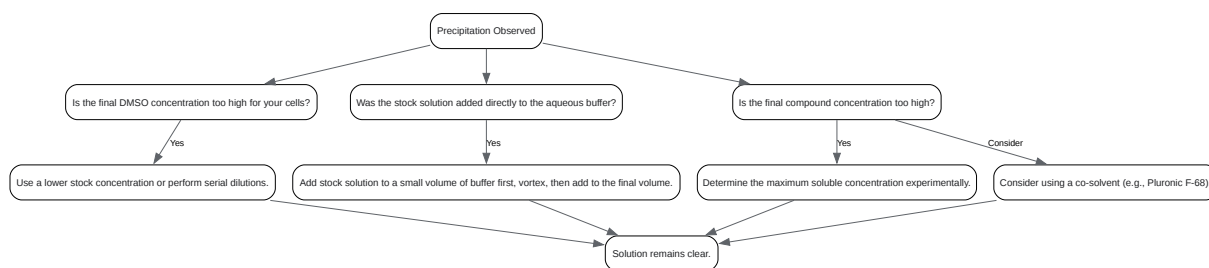 Precipitation Observed
Is the final DMSO concentration too high for your cells?
Was the stock solution added directly to the aqueous buffer?
Is the final compound concentration too high?
Yes
Yes
Yes
Consider
Use a lower stock concentration or perform serial dilutions.
Add stock solution to a small volume of buffer first, vortex, then add to the final volume.
Determine the maximum soluble concentration experimentally.
Consider using a co-solvent (e.g., Pluronic F-68)
Solution remains clear.